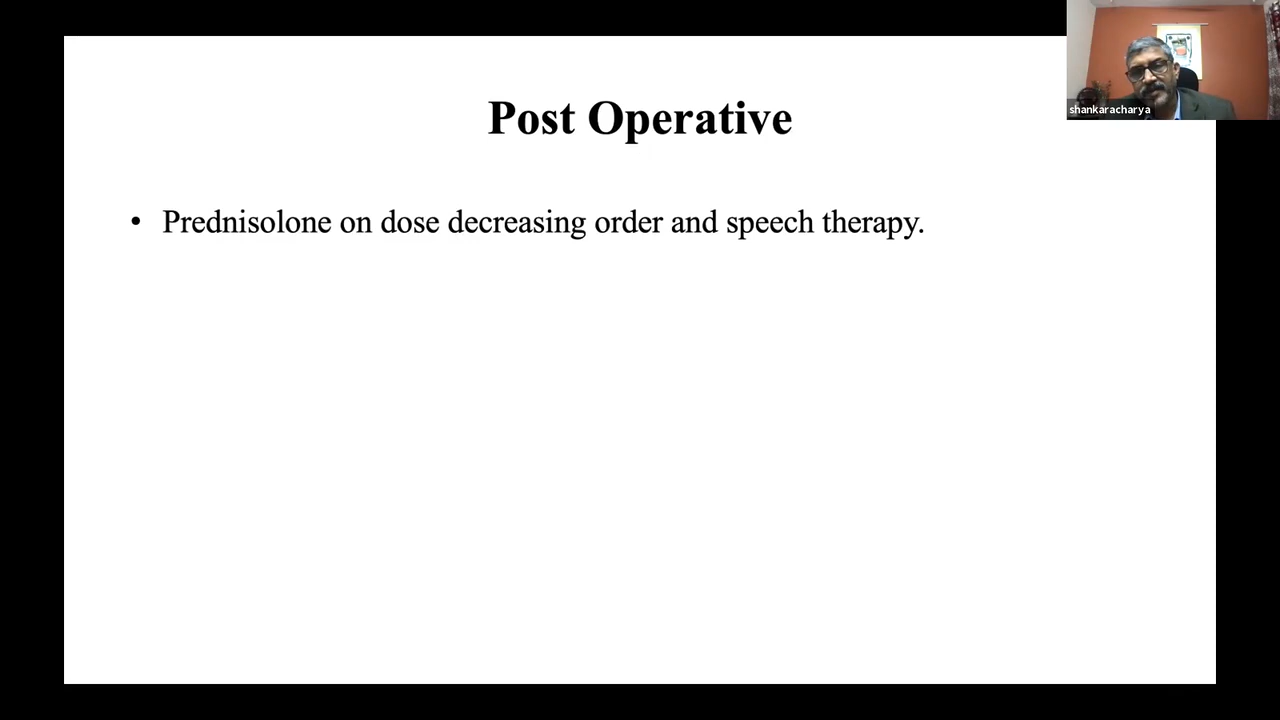 shankaracharya
Post Operative
• Prednisolone on dose decreasing order and speech therapy.